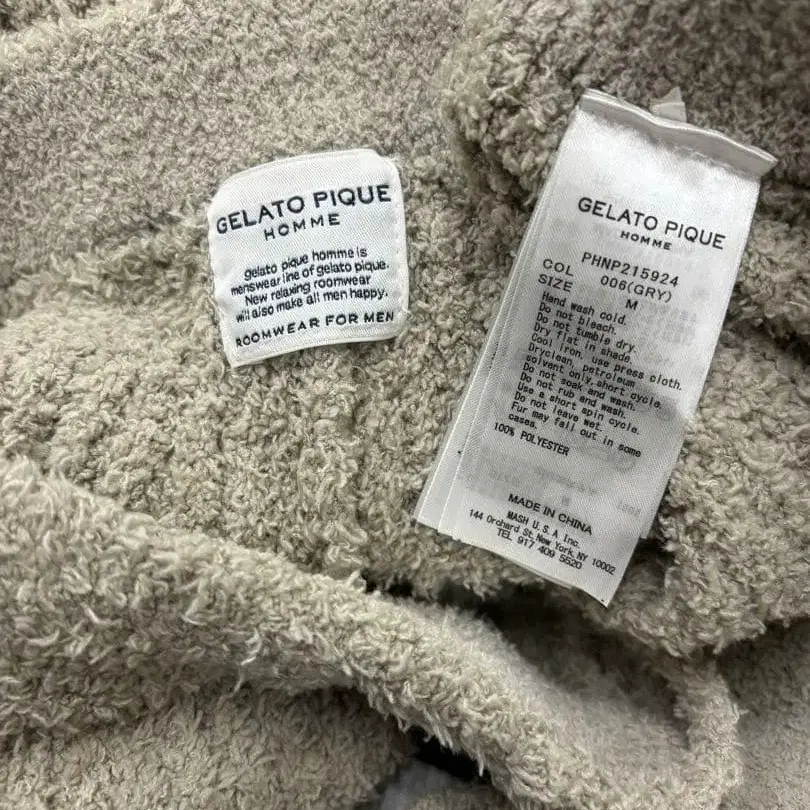 GELATO PIQUE
HOMME
gelato pique homme is
menswear line of gelato pique.
New relaxing roomwear
will also make all men happy.
ROOMWEAR FOR MEN
GELATO PIQUE
HOMME
PHNP215924
COL 006(GRY)
SIZE M
Hand wash cold.
Do not bleach.
Do not tumble dry.
Dry flat in shade.
Cool iron, use press cloth.
Dryclean, petroleum
solvent only, short cycle.
Do not soak and wash.
Do not rub and wash.
Use a short spin cycle.
Do not leave wet.
Fur may fall out in some
cases.
100% POLYESTER
MADE IN CHINA
MASH U.S.A Inc.
144 Orchard St, New York, NY 10002
TEL 917 409 5520